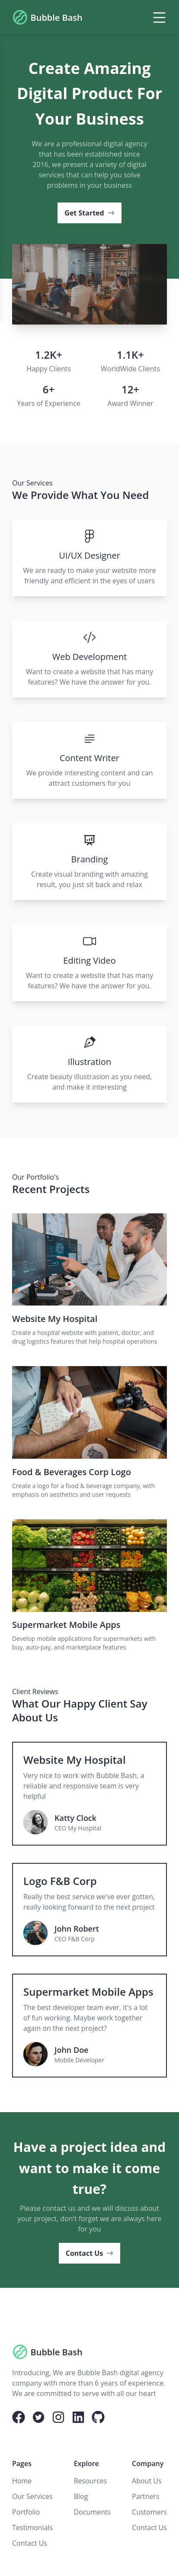 Bubble Bash
Create Amazing
Digital Product For
Your Business
We are a professional digital agency
that has been established since
2016, we present a variety of digital
services that can help you solve
problems in your business
Get Started →
1.2K+
Happy Clients
1.1K+
WorldWide Clients
6+
Years of Experience
12+
Award Winner
Our Services
We Provide What You Need
UI/UX Designer
We are ready to make your website more
friendly and efficient in the eyes of users
Web Development
Want to create a website that has many
features? We have the answer for you.
Content Writer
We provide interesting content and can
attract customers for you
Branding
Create visual branding with amazing
result, you just sit back and relax
Editing Video
Want to create a website that has many
features? We have the answer for you.
Illustration
Create beauty illustrasion as you need,
and make it interesting
Our Portfolio's
Recent Projects
Website My Hospital
Create a hospital website with patient, doctor, and
drug logistics features that help hospital operations
Food & Beverages Corp Logo
Create a logo for a food & beverage company, with
emphasis on aesthetics and user requests
Supermarket Mobile Apps
Develop mobile applications for supermarkets with
buy, auto-pay, and marketplace features
Client Reviews
What Our Happy Client Say
About Us
Website My Hospital
Very nice to work with Bubble Bash, a
reliable and responsive team is very
helpful
Katty Clock
CEO My Hospital
Logo F&B Corp
Really the best service we've ever gotten,
really looking forward to the next project
John Robert
CEO F&B Corp
Supermarket Mobile Apps
The best developer team ever, it's a lot
of fun working. Maybe work together
again on the next project?
John Doe
Mobile Developer
Have a project idea and
want to make it come
true?
Please contact us and we will discuss about
your project, don't forget we are always here
for you
Contact Us →
Bubble Bash
Introducing, We are Bubble Bash digital agency
company with more than 6 years of experience.
We are committed to serve with all our heart
Pages
Home
Our Services
Portfolio
Testimonials
Contact Us
Explore
Resources
Blog
Documents
Company
About Us
Partners
Customers
Contact Us